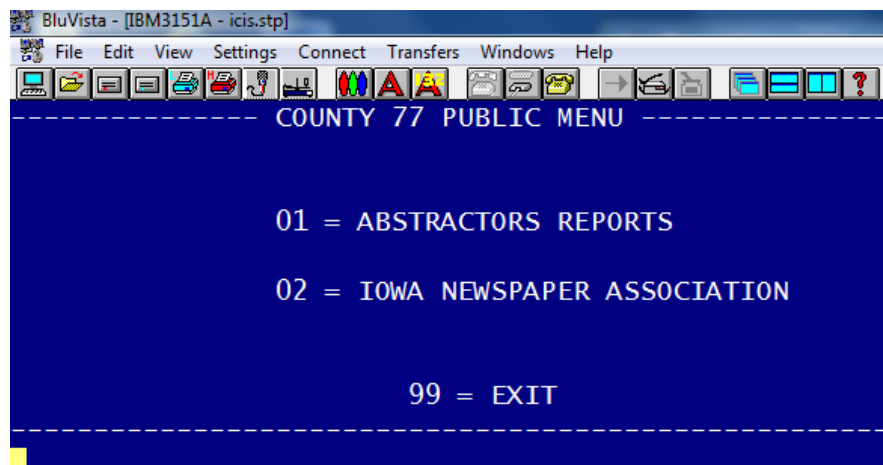 BluVista - [IBM3151A - icis.stp]
File Edit View Settings Connect Transfers Windows Help
--------------- COUNTY 77 PUBLIC MENU ---------------
01 = ABSTRACTORS REPORTS
02 = IOWA NEWSPAPER ASSOCIATION
99 = EXIT